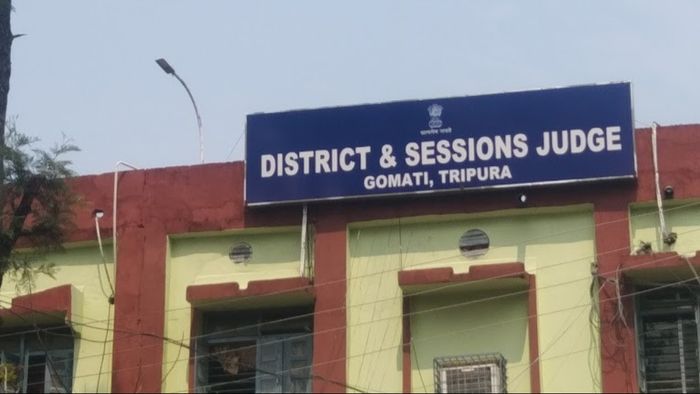 DISTRICT & SESSIONS JUDGE
GOMATI, TRIPURA